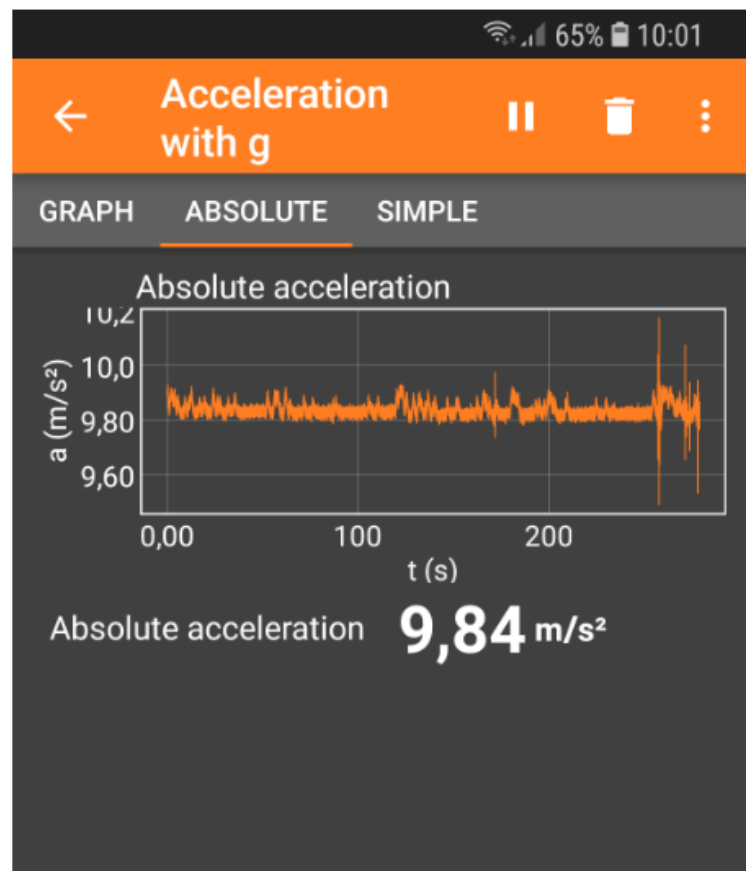 65% 10:01
Acceleration
with g
GRAPH ABSOLUTE SIMPLE
Absolute acceleration
10,2
10,0
9,80
9,60
a (m/s²)
0,00 100 200
t (s)
Absolute acceleration 9,84 m/s²